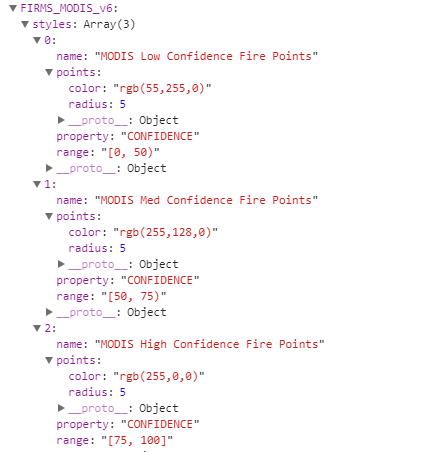 FIRMS_MODIS_v6:
styles: Array(3)
0:
name: "MODIS Low Confidence Fire Points"
points:
color: "rgb(55,255,0)"
radius: 5
__proto__: Object
property: "CONFIDENCE"
range: "[0, 50)"
__proto__: Object
1:
name: "MODIS Med Confidence Fire Points"
points:
color: "rgb(255,128,0)"
radius: 5
__proto__: Object
property: "CONFIDENCE"
range: "[50, 75)"
__proto__: Object
2:
name: "MODIS High Confidence Fire Points"
points:
color: "rgb(255,0,0)"
radius: 5
__proto__: Object
property: "CONFIDENCE"
range: "[75, 100]"